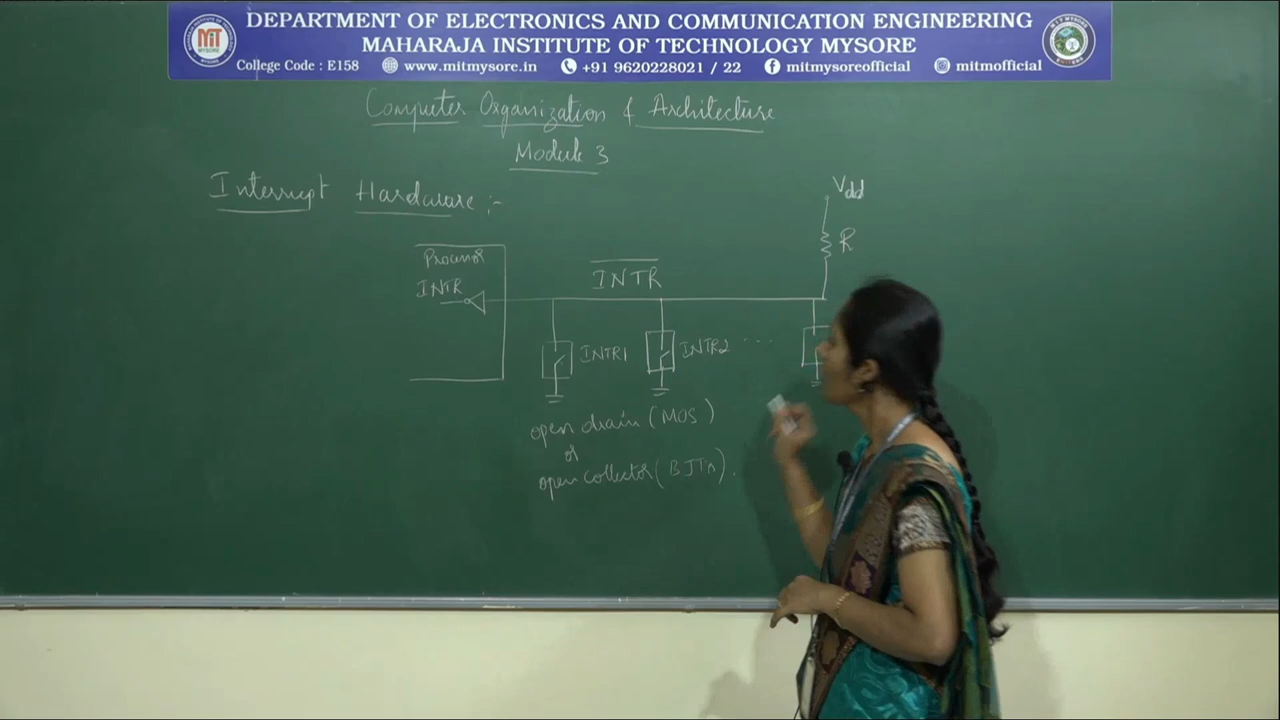 DEPARTMENT OF ELECTRONICS AND COMMUNICATION ENGINEERING
MAHARAJA INSTITUTE OF TECHNOLOGY MYSORE
College Code : E158 www.mitmysore.in +91 9620228021 / 22 mitmysoreofficial mitmofficial
MIT
MYSORE
Computer Organization & Architecture
Module 3
Interrupt Hardware :-
Vdd
R
Processor
INTR
INTR
INTR1
INTR2 ...
open drain (MOS)
or
open collector (BJTs).